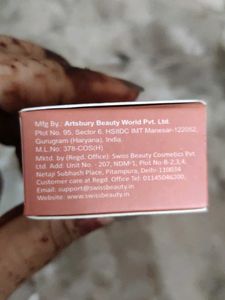 Mfg By.: Artsbury Beauty World Pvt. Ltd.
Plot No. 95, Sector 6, HSIIDC IMT Manesar-122052,
Gurugram (Haryana), India.
M.L.No: 378-COS(H)
Mktd. by (Regd. Office): Swiss Beauty Cosmetics Pvt
Ltd. Add: Unit No. - 207, NDM-1, Plot No-B-2,3,4,
Netaji Subhash Place, Pitampura, Delhi-110034
Customer care at Regd. Office Tel: 01145046200,
Email: support@swissbeauty.in
Website: www.swissbeauty.in